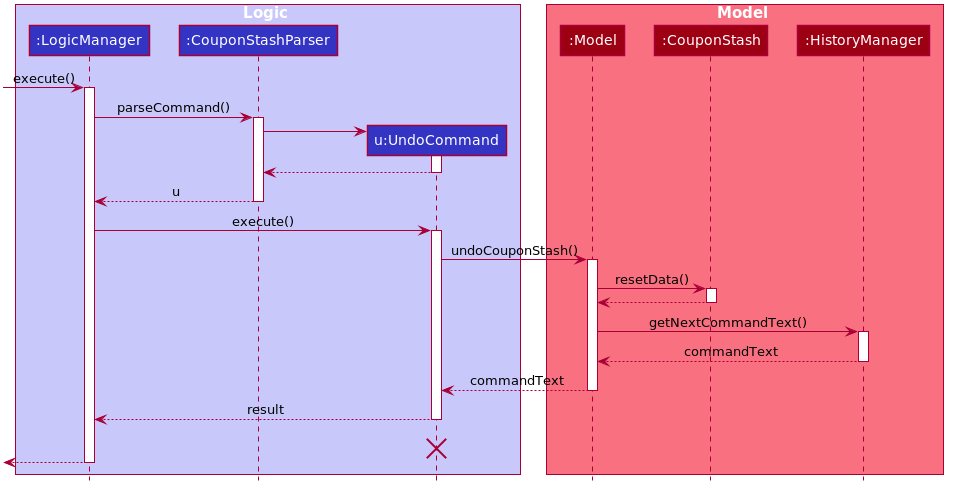 Logic
Model
:LogicManager
:CouponStashParser
:Model
:CouponStash
:HistoryManager
execute()
parseCommand()
u:UndoCommand
u
execute()
undoCouponStash()
resetData()
getNextCommandText()
commandText
commandText
result